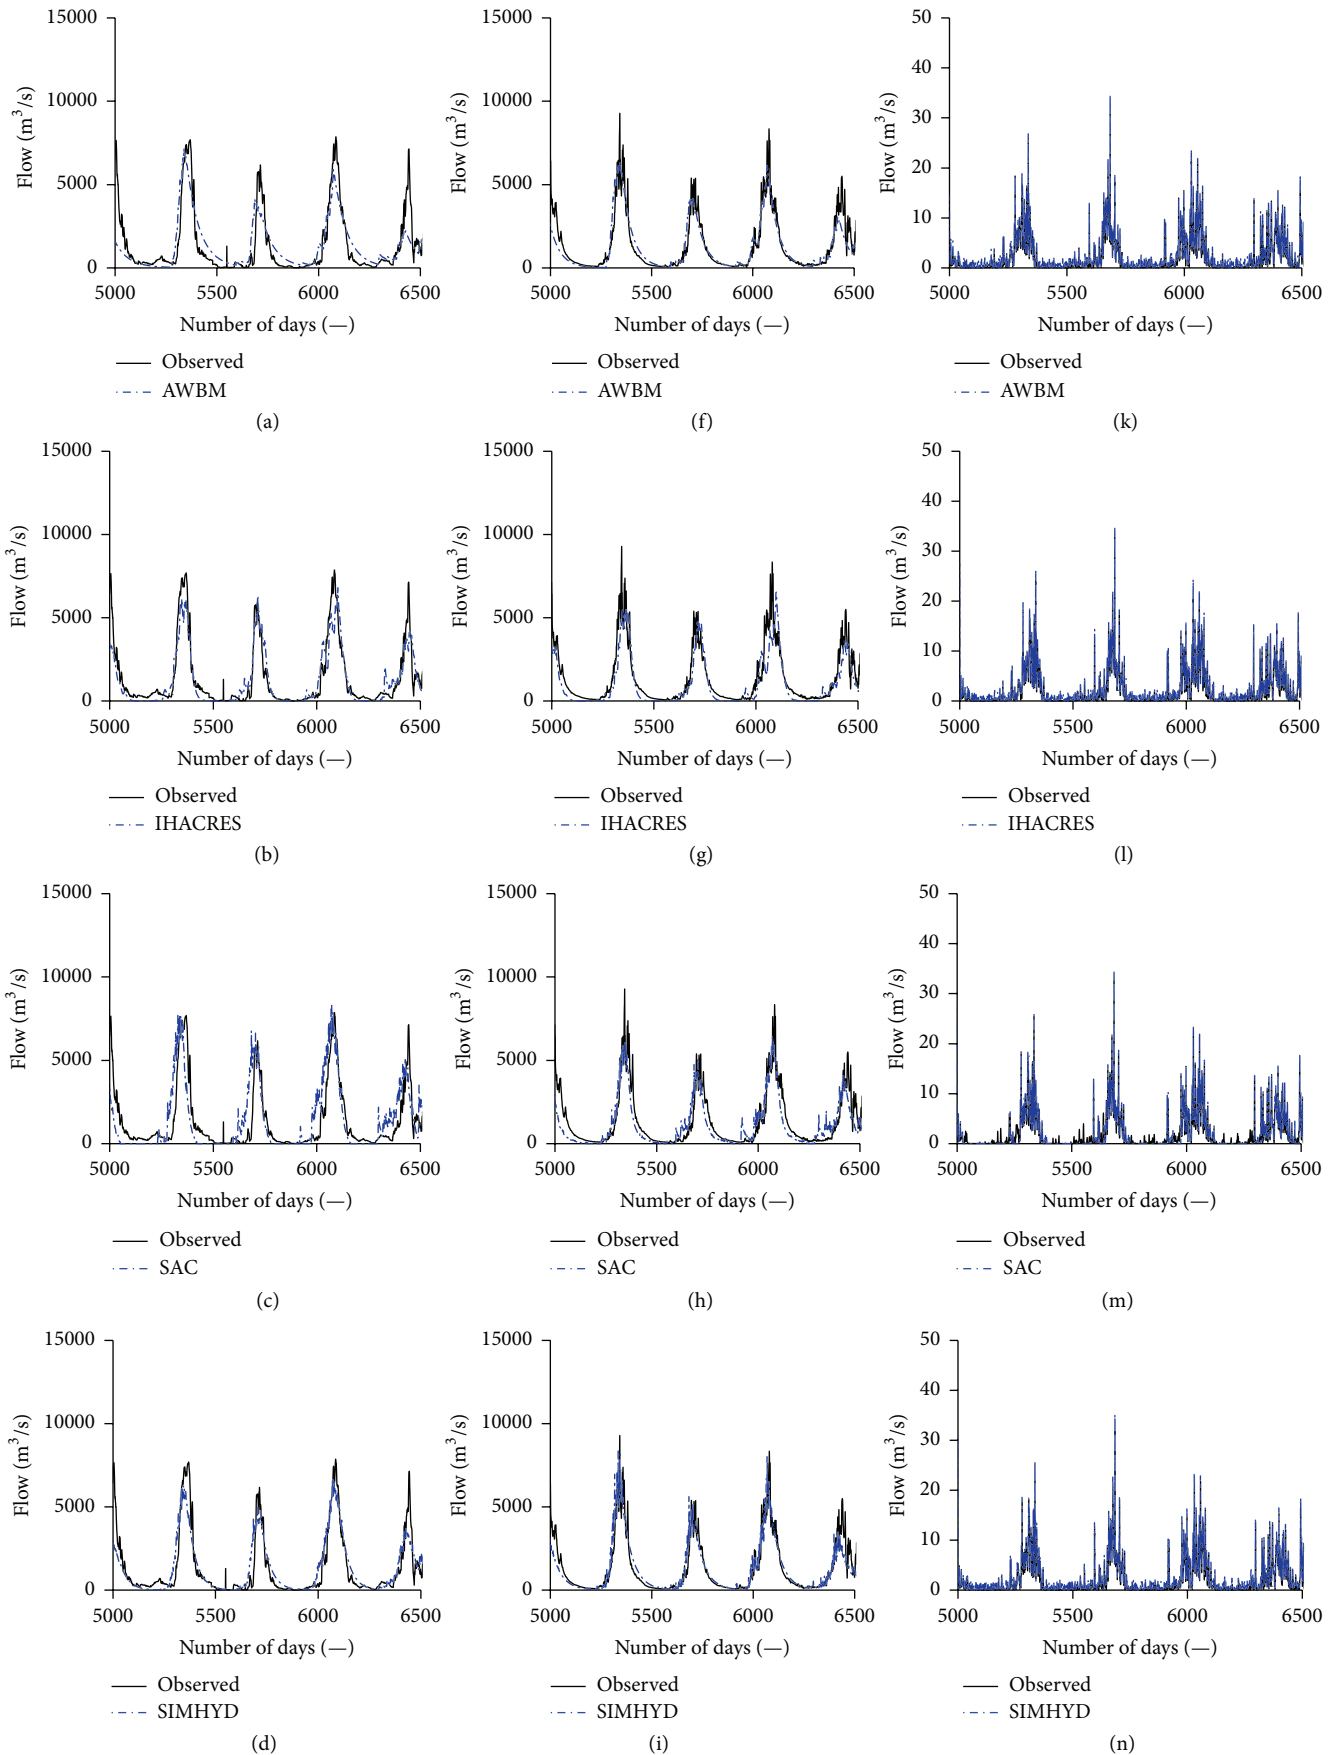 15000
10000
5000
0
Flow (m³/s)
5000 5500 6000 6500
Number of days (—)
Observed
AWBM
(a)
15000
10000
5000
0
Flow (m³/s)
5000 5500 6000 6500
Number of days (—)
Observed
AWBM
(f)
50
40
30
20
10
0
Flow (m³/s)
5000 5500 6000 6500
Number of days (—)
Observed
AWBM
(k)
15000
10000
5000
0
Flow (m³/s)
5000 5500 6000 6500
Number of days (—)
Observed
IHACRES
(b)
15000
10000
5000
0
Flow (m³/s)
5000 5500 6000 6500
Number of days (—)
Observed
IHACRES
(g)
50
40
30
20
10
0
Flow (m³/s)
5000 5500 6000 6500
Number of days (—)
Observed
IHACRES
(l)
15000
10000
5000
0
Flow (m³/s)
5000 5500 6000 6500
Number of days (—)
Observed
SAC
(c)
15000
10000
5000
0
Flow (m³/s)
5000 5500 6000 6500
Number of days (—)
Observed
SAC
(h)
50
40
30
20
10
0
Flow (m³/s)
5000 5500 6000 6500
Number of days (—)
Observed
SAC
(m)
15000
10000
5000
0
Flow (m³/s)
5000 5500 6000 6500
Number of days (—)
Observed
SIMHYD
(d)
15000
10000
5000
0
Flow (m³/s)
5000 5500 6000 6500
Number of days (—)
Observed
SIMHYD
(i)
50
40
30
20
10
0
Flow (m³/s)
5000 5500 6000 6500
Number of days (—)
Observed
SIMHYD
(n)